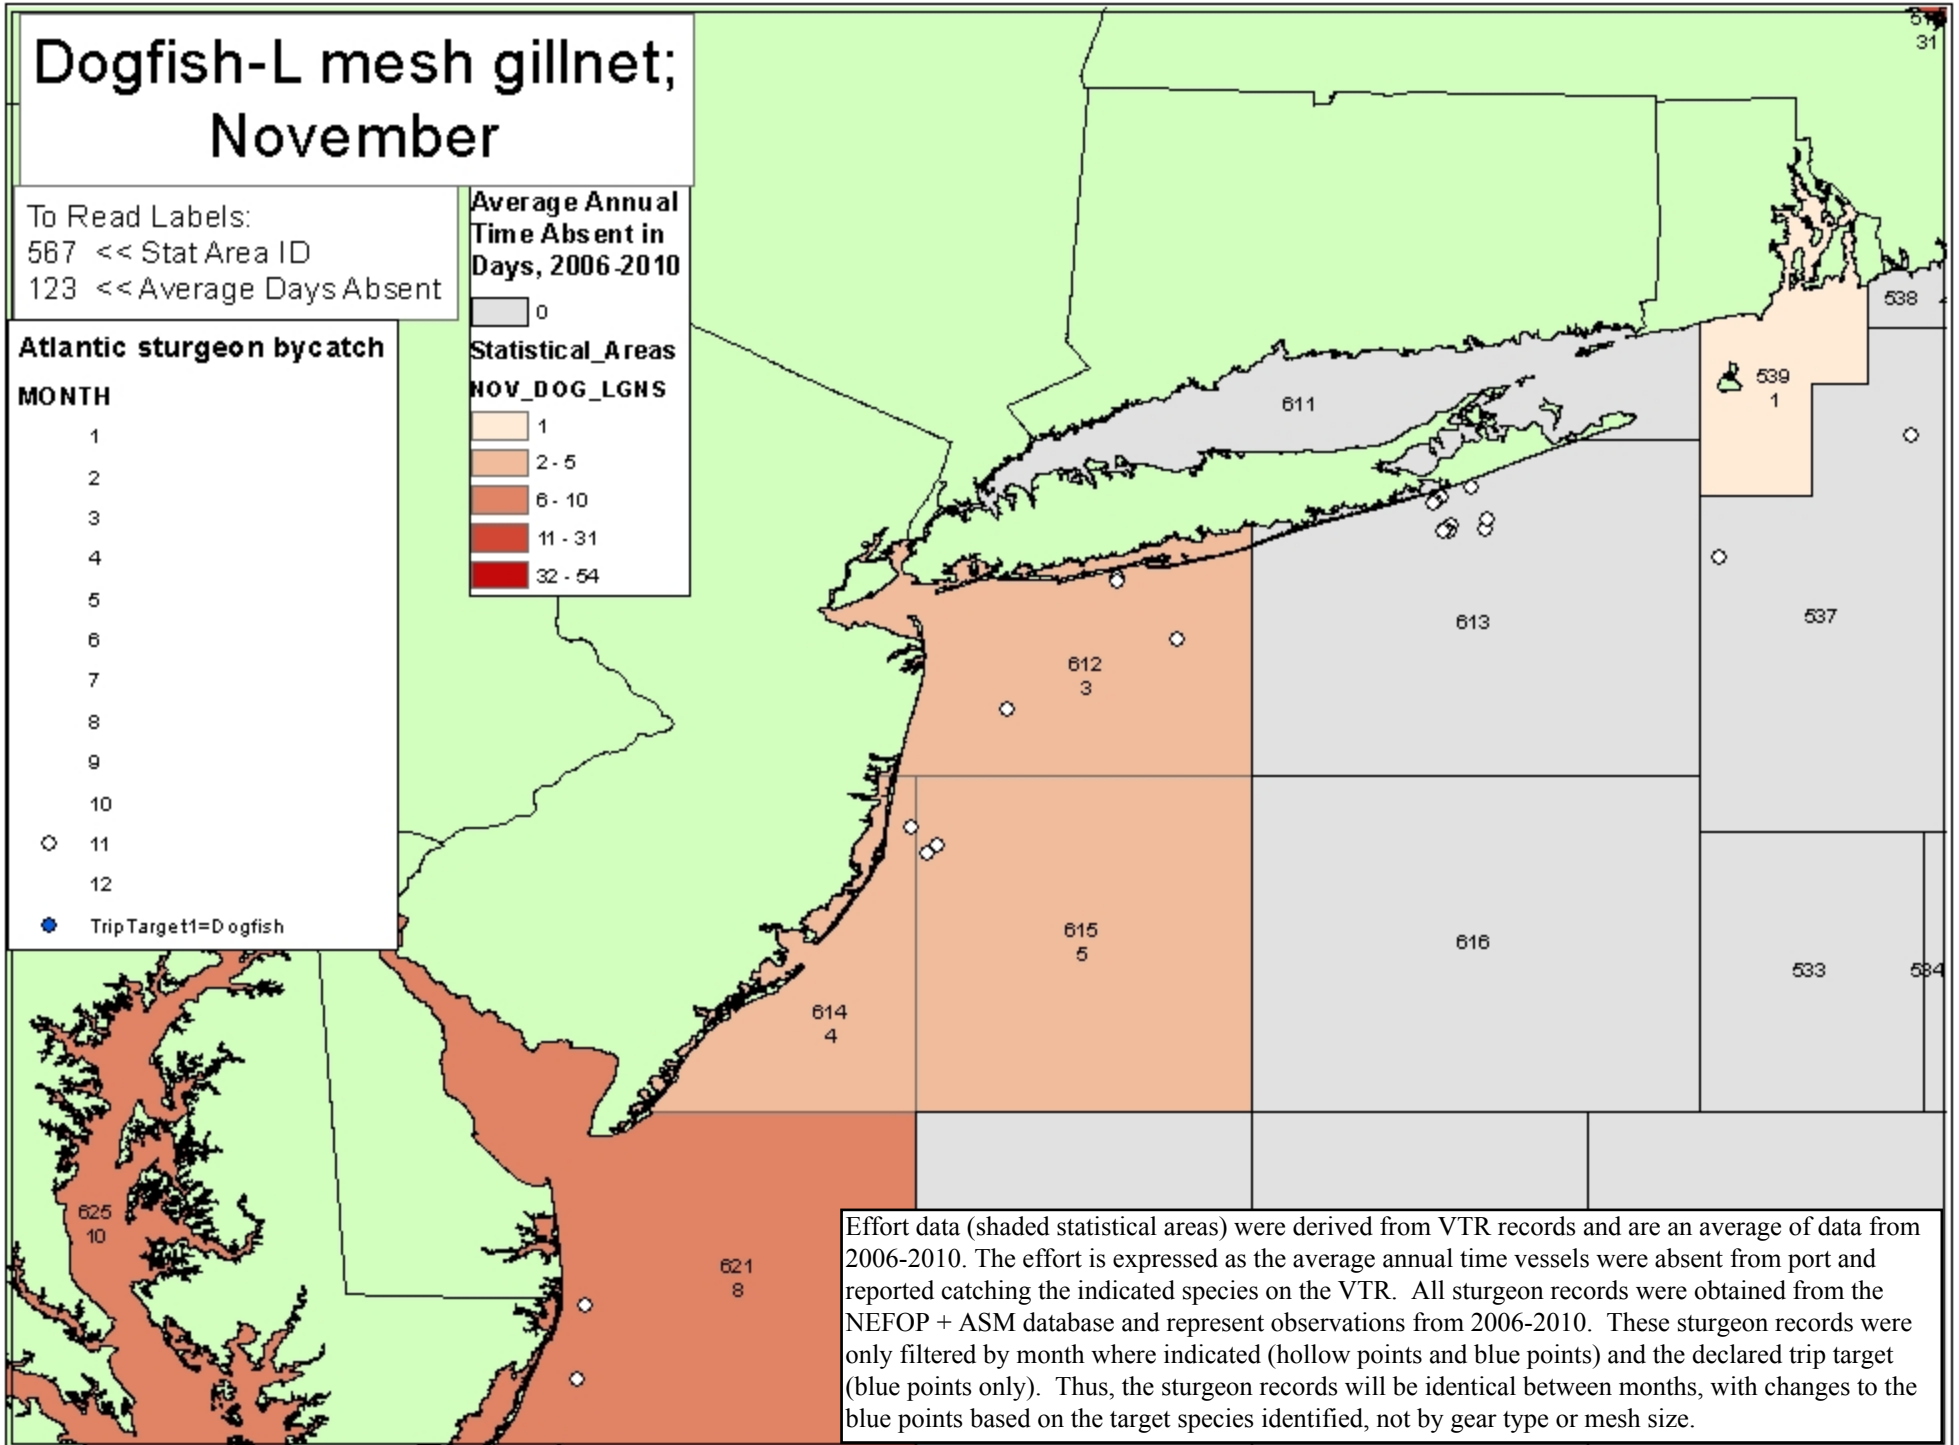 Dogfish-L mesh gillnet;
November
To Read Labels:
567 << Stat Area ID
123 <<Average Days Absent
Average Annual
Time Absent in
Days, 2006-2010
0
Statistical_Areas
NOV_DOG_LGNS
1
2 - 5
6 - 10
11 - 31
32 - 54
Atlantic sturgeon bycatch
MONTH
1
2
3
4
5
6
7
8
9
10
11
12
TripTarget1=Dogfish
31
538
539
1
611
613
537
612
3
615
5
616
533
534
614
4
625
10
621
8
Effort data (shaded statistical areas) were derived from VTR records and are an average of data from
2006-2010. The effort is expressed as the average annual time vessels were absent from port and
reported catching the indicated species on the VTR. All sturgeon records were obtained from the
NEFOP + ASM database and represent observations from 2006-2010. These sturgeon records were
only filtered by month where indicated (hollow points and blue points) and the declared trip target
(blue points only). Thus, the sturgeon records will be identical between months, with changes to the
blue points based on the target species identified, not by gear type or mesh size.